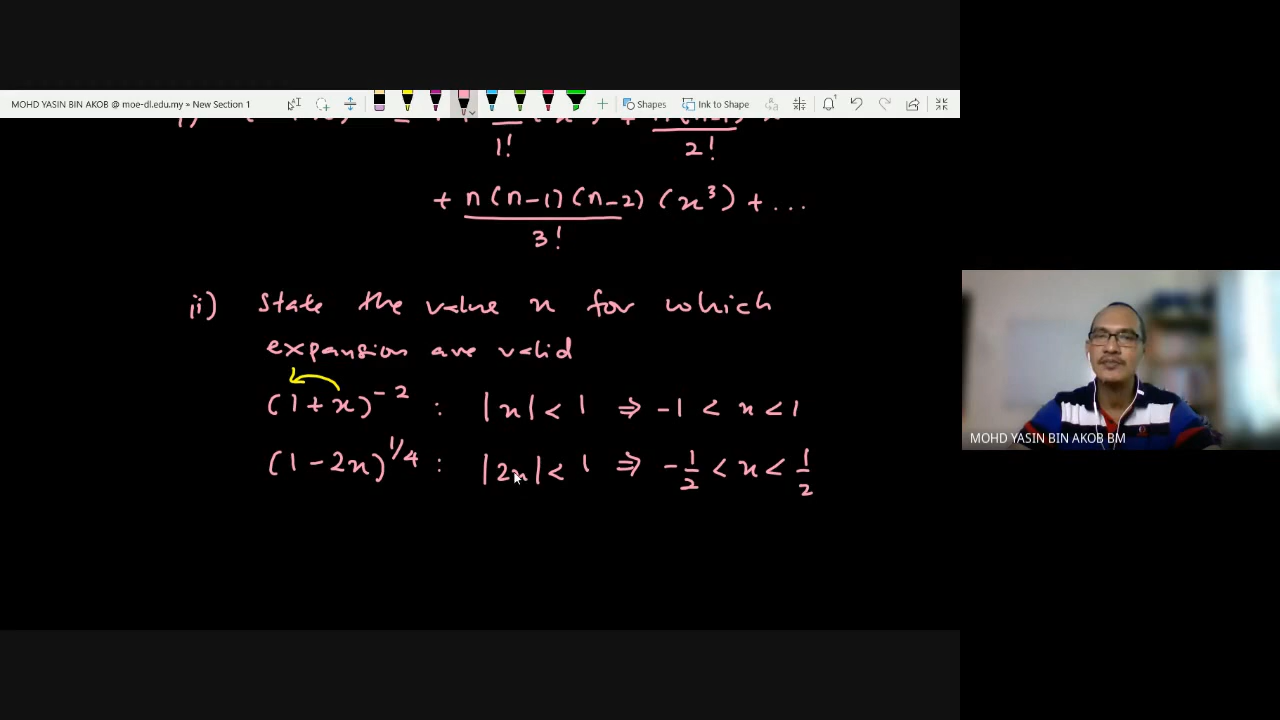 MOHD YASIN BIN AKOB @ moe-dl.edu.my » New Section 1
Shapes
Ink to Shape
1!
2!
+ n(n-1)(n-2) (x³) + ...
3!
ii) State the value x for which
expansion are valid
(1+x)⁻² : |x| < 1 ⇒ -1 < x < 1
(1-2x)^1/4 : |2x| < 1 ⇒ -1/2 < x < 1/2
MOHD YASIN BIN AKOB BM